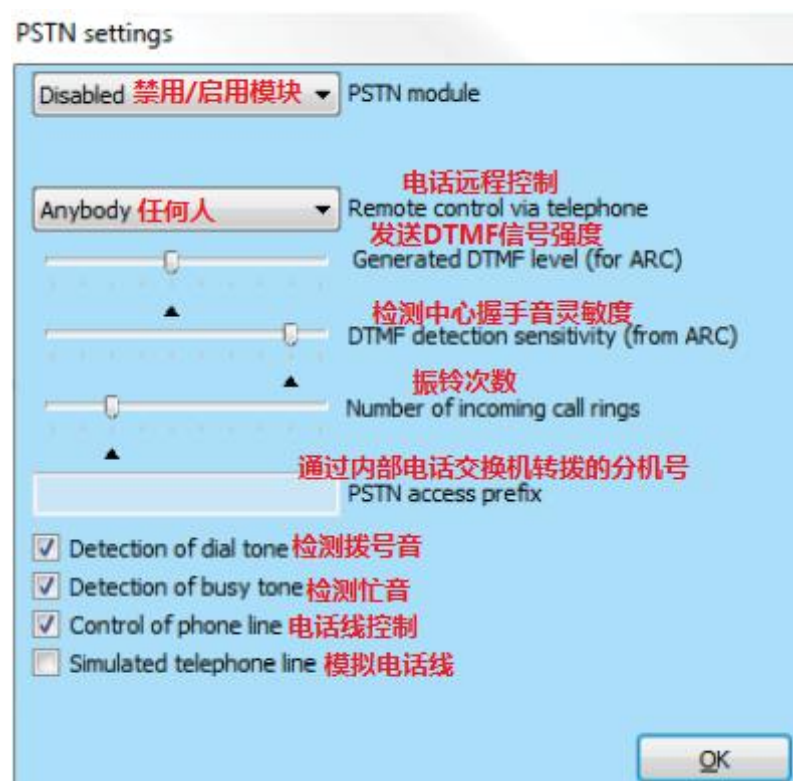 PSTN settings
Disabled 禁用/启用模块 PSTN module
电话远程控制
Anybody 任何人 Remote control via telephone
发送DTMF信号强度
Generated DTMF level (for ARC)
检测中心握手音灵敏度
DTMF detection sensitivity (from ARC)
振铃次数
Number of incoming call rings
通过内部电话交换机转拨的分机号
PSTN access prefix
Detection of dial tone 检测拨号音
Detection of busy tone 检测忙音
Control of phone line 电话线控制
Simulated telephone line 模拟电话线
OK